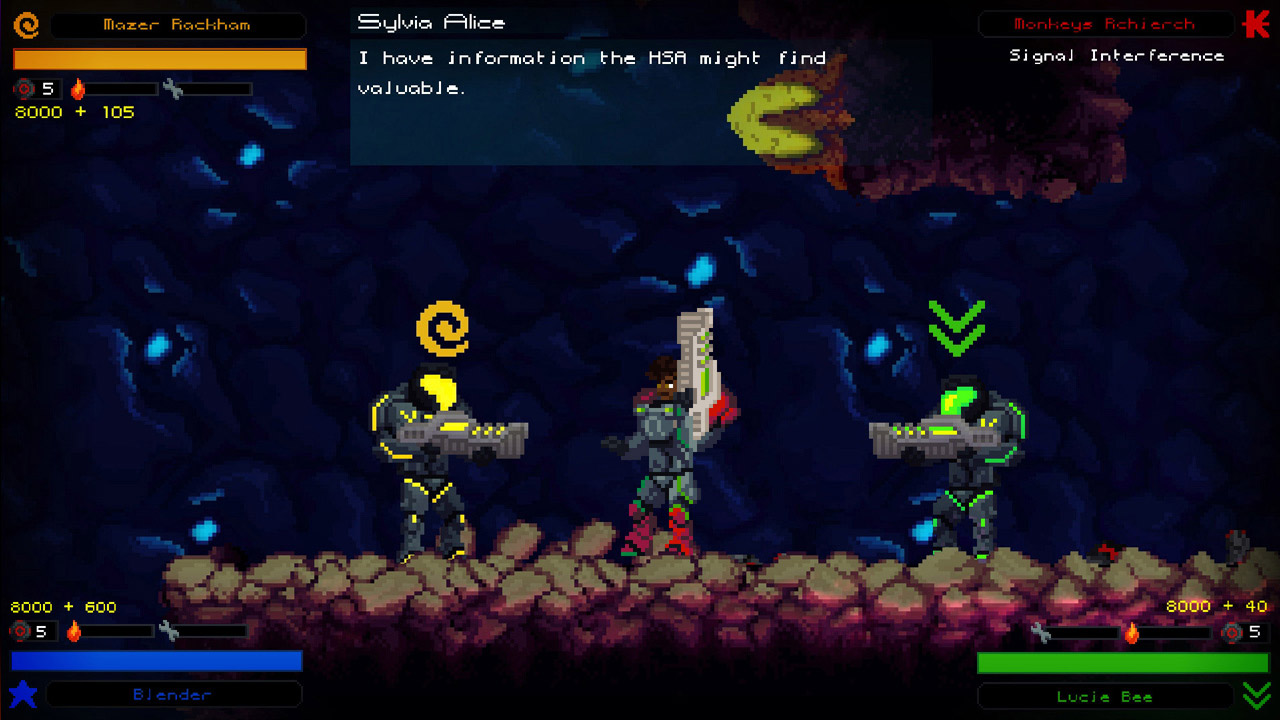 Mazer Rackham
5
8000 + 105
Sylvia Alice
I have information the HSA might find
valuable.
Monkeys Rchierch
Signal Interference
8000 + 600
5
Blender
8000 + 40
5
Lucie Bee